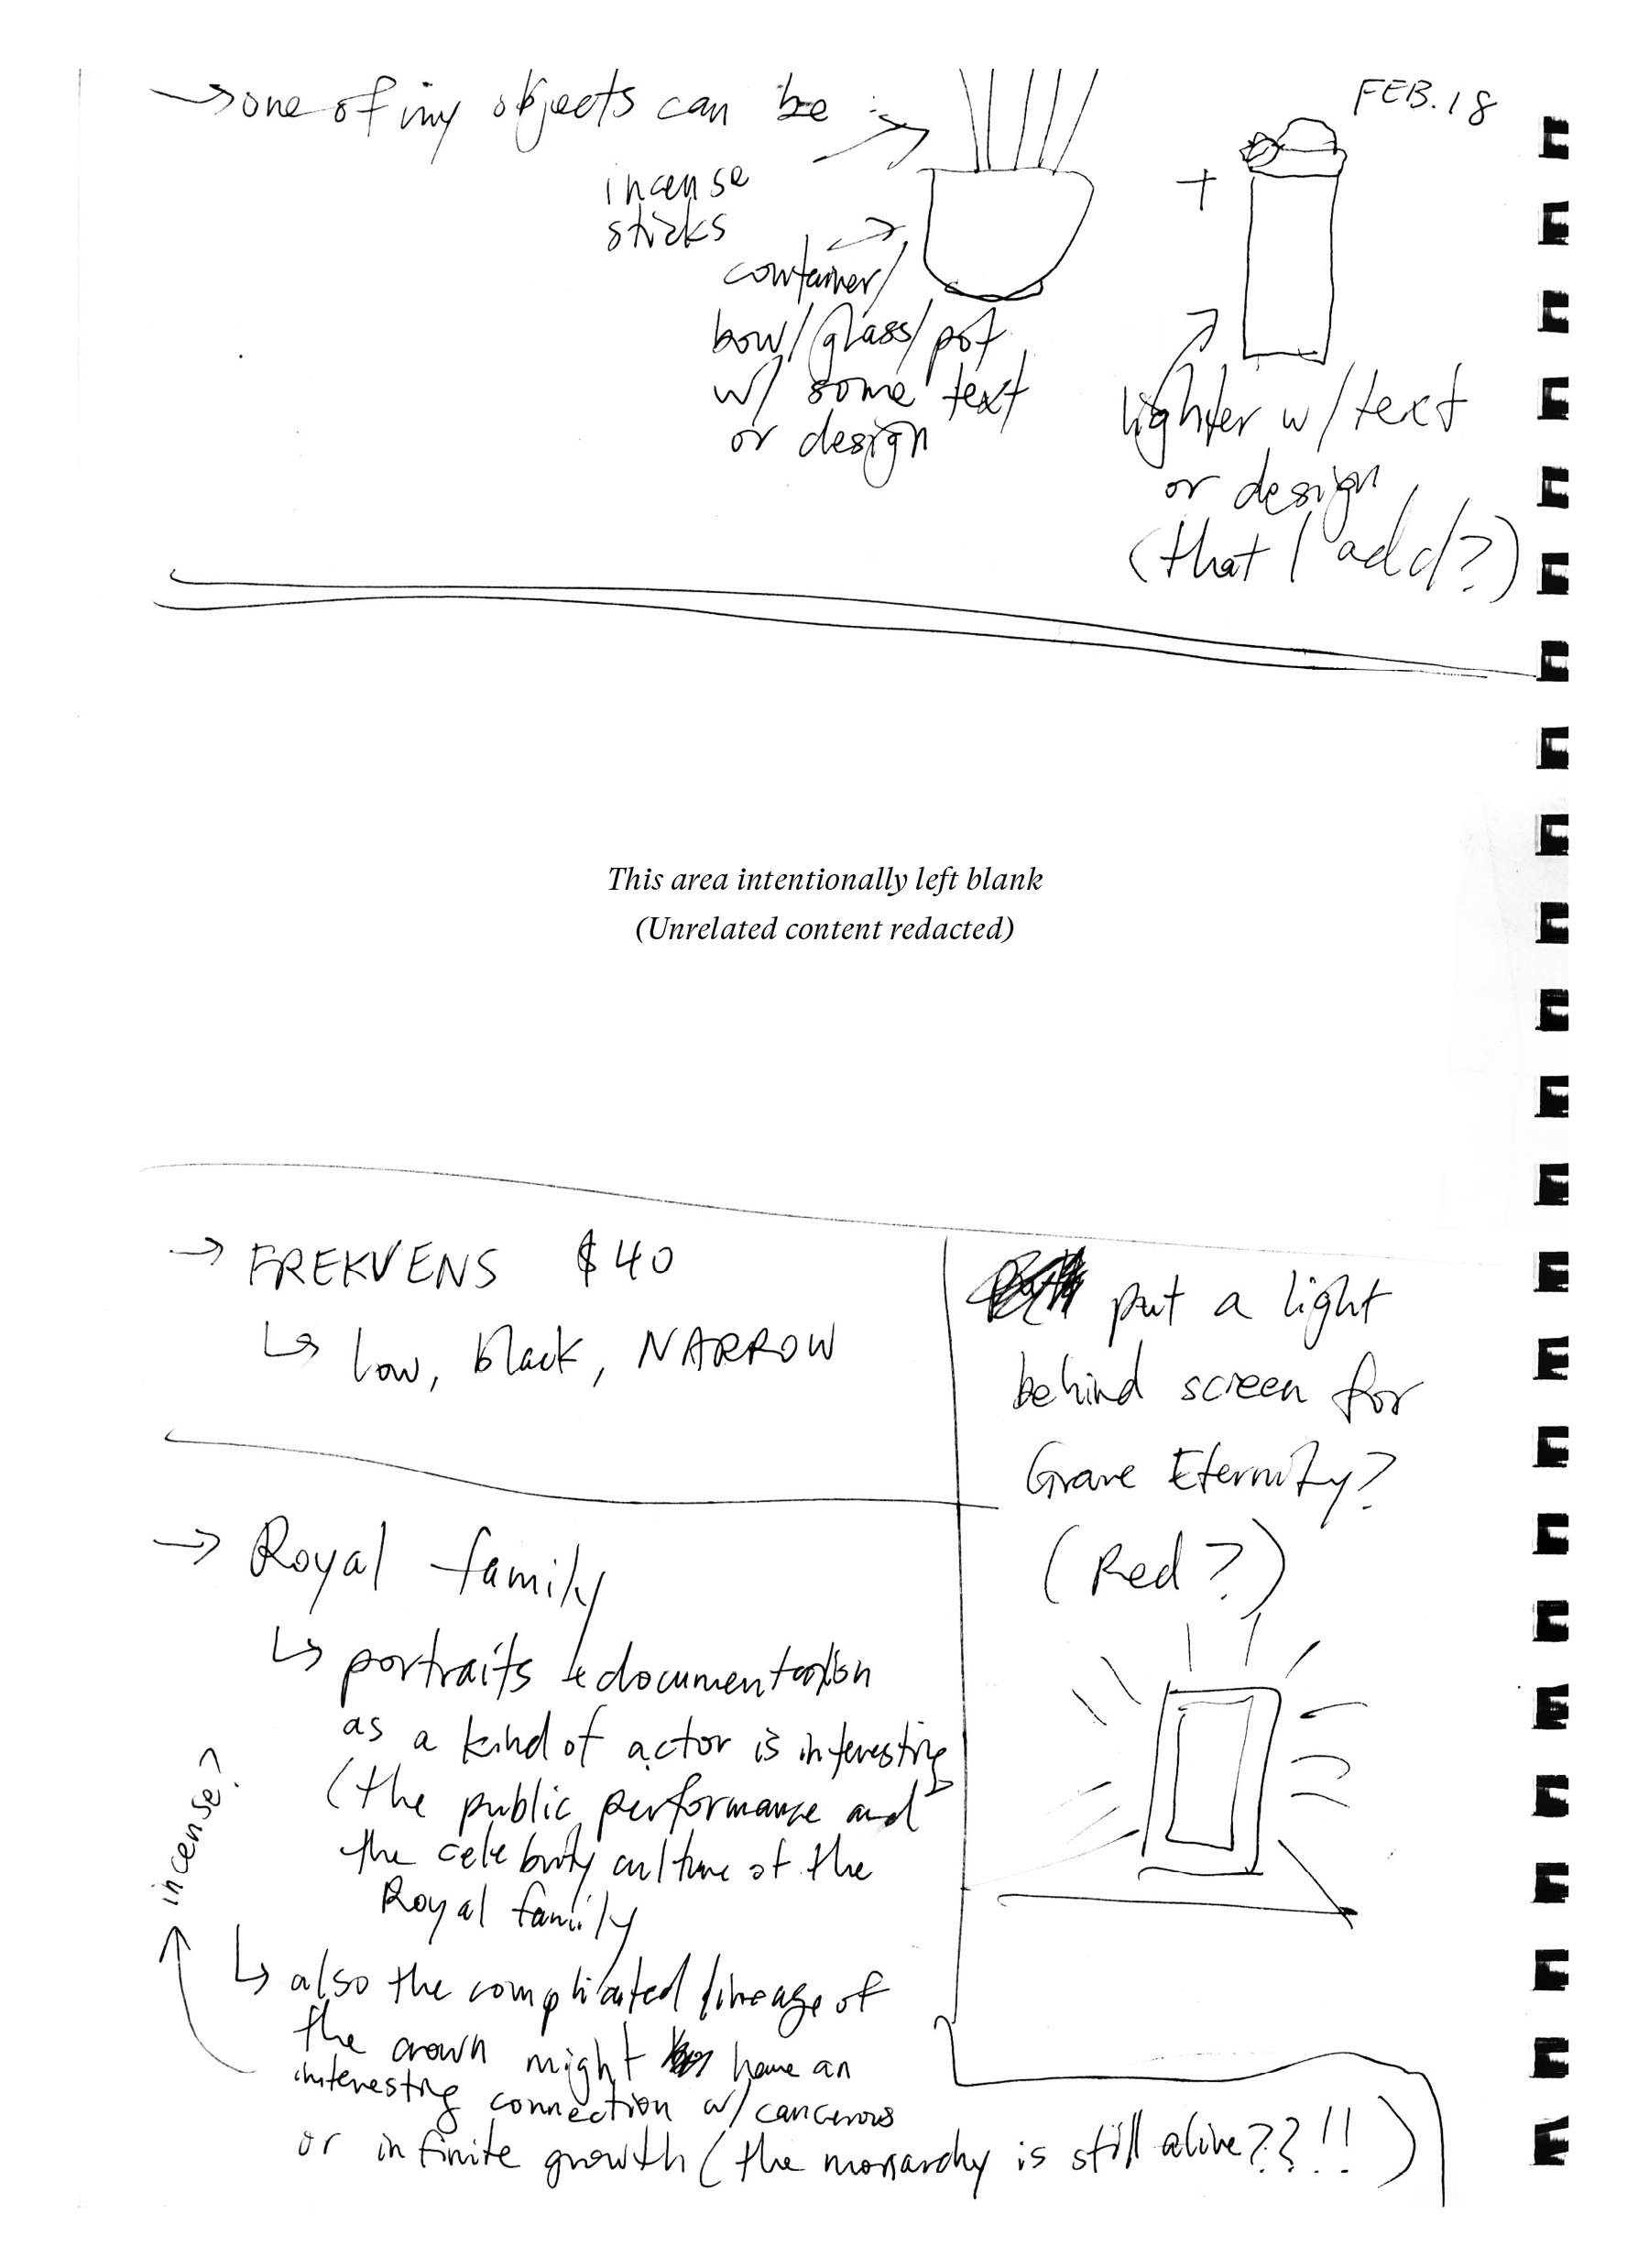 FEB. 18
→ one of my objects can be :
incense
sticks
container/
bow/glass/pot
w/ some text
or design
+
lighter w/ text
or design
(that I add?)
This area intentionally left blank
(Unrelated content redacted)
→ FREKVENS $40
↳ low, black, NARROW
put a light
behind screen for
Grave Eternity?
(Red?)
→ Royal family
↳ portraits & documentation
as a kind of actor is interesting
(the public performance and
the celebrity culture of the
Royal family
↳ also the complicated lineage of
the crown might have an
interesting connection w/ cancerous
or infinite growth (the monarchy is still alive??!!)
incense?